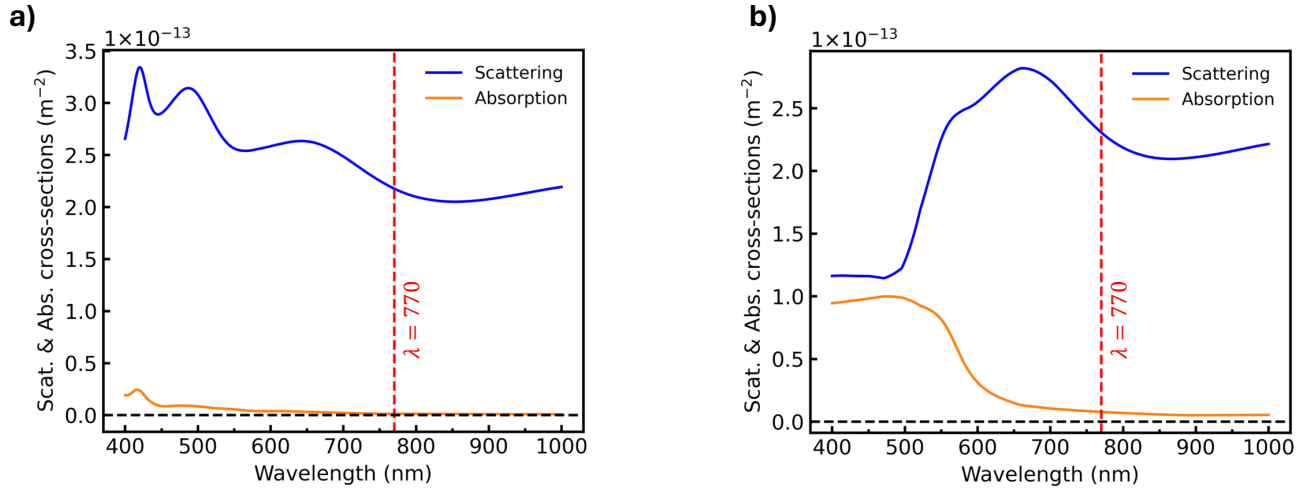 a)
1×10⁻¹³
Scat. & Abs. cross-sections (m⁻²)
3.5
3.0
2.5
2.0
1.5
1.0
0.5
0.0
Scattering
Absorption
λ = 770
400 500 600 700 800 900 1000
Wavelength (nm)
b)
1×10⁻¹³
Scat. & Abs. cross-sections (m⁻²)
2.5
2.0
1.5
1.0
0.5
0.0
Scattering
Absorption
λ = 770
400 500 600 700 800 900 1000
Wavelength (nm)